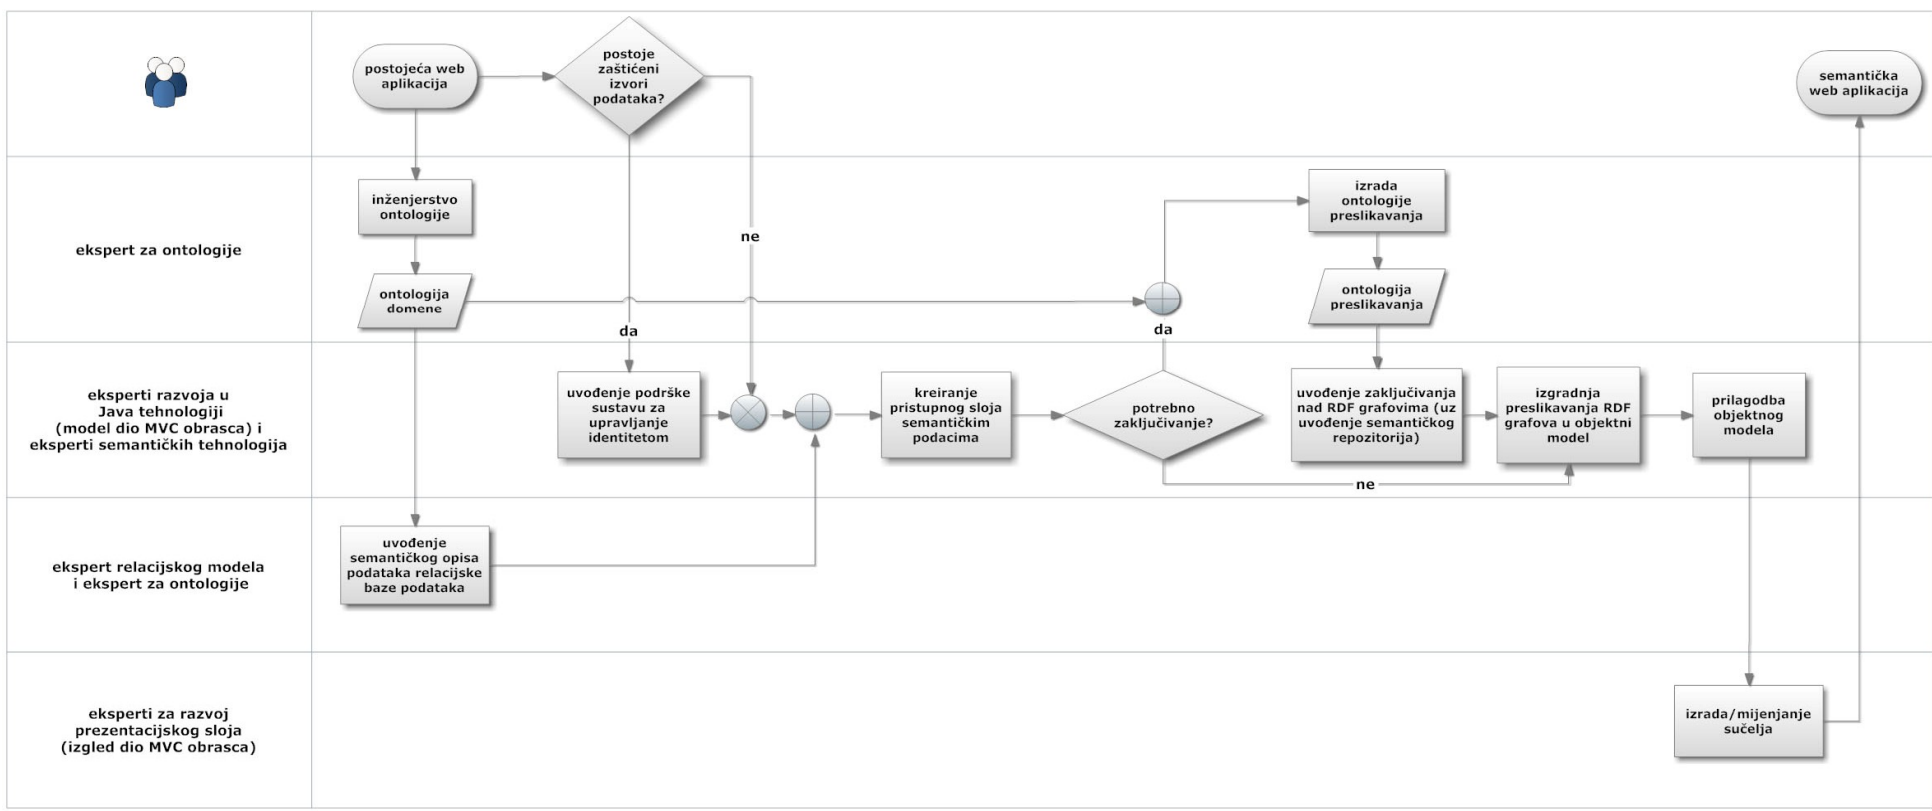 postojeća web
aplikacija
postoje
zaštićeni
izvori
podataka?
semantička
web aplikacija
ekspert za ontologije
inženjerstvo
ontologije
ontologija
domene
ne
da
da
izrada
ontologije
preslikavanja
ontologija
preslikavanja
eksperti razvoja u
Java tehnologiji
(model dio MVC obrasca) i
eksperti semantičkih tehnologija
uvođenje podrške
sustavu za
upravljanje
identitetom
kreiranje
pristupnog sloja
semantičkim
podacima
potrebno
zaključivanje?
uvođenje zaključivanja
nad RDF grafovima (uz
uvođenje semantičkog
repozitorija)
izgradnja
preslikavanja RDF
grafova u objektni
model
prilagodba
objektnog
modela
ne
ekspert relacijskog modela
i ekspert za ontologije
uvođenje
semantičkog opisa
podataka relacijske
baze podataka
eksperti za razvoj
prezentacijskog sloja
(izgled dio MVC obrasca)
izrada/mijenjanje
sučelja